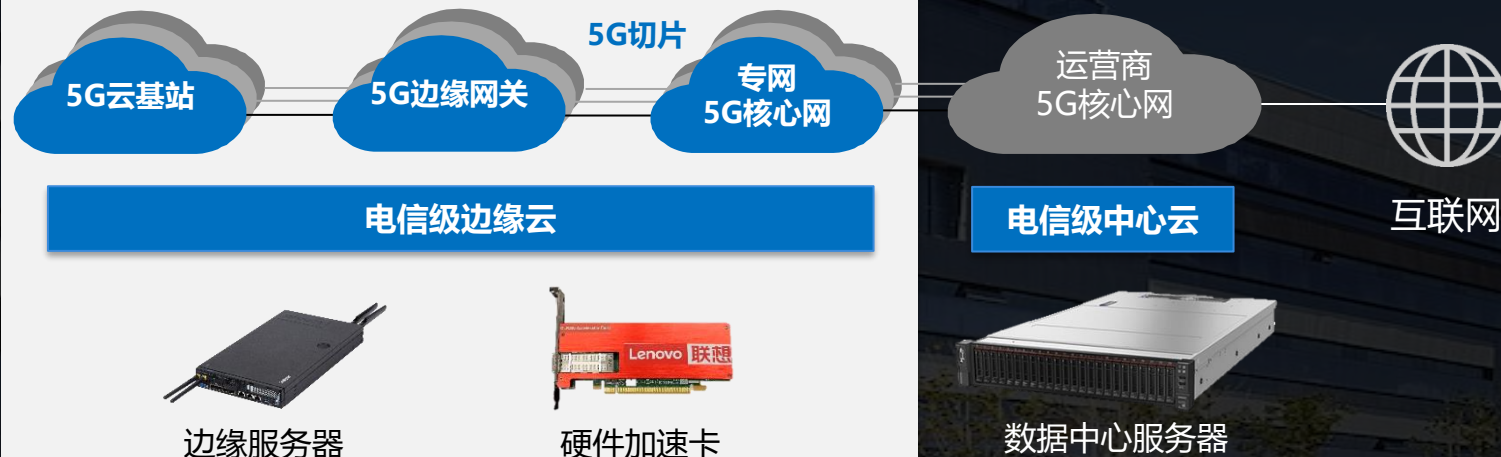 5G切片
5G云基站
5G边缘网关
专网
5G核心网
运营商
5G核心网
互联网
电信级边缘云
电信级中心云
Lenovo 联想
边缘服务器
硬件加速卡
数据中心服务器